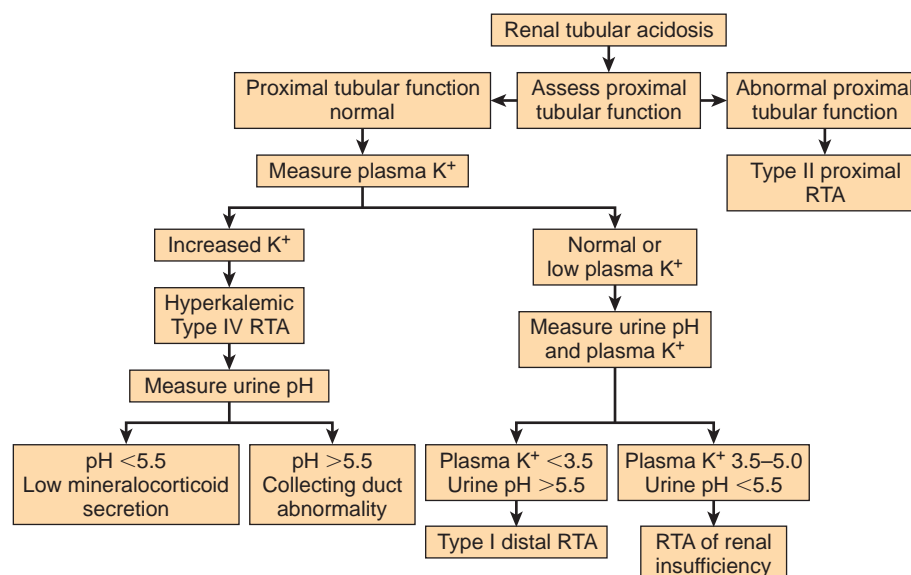 Renal tubular acidosis
Proximal tubular function
normal
Assess proximal
tubular function
Abnormal proximal
tubular function
Measure plasma K⁺
Type II proximal
RTA
Increased K⁺
Normal or
low plasma K⁺
Hyperkalemic
Type IV RTA
Measure urine pH
and plasma K⁺
Measure urine pH
pH <5.5
Low mineralocorticoid
secretion
pH >5.5
Collecting duct
abnormality
Plasma K⁺ <3.5
Urine pH >5.5
Plasma K⁺ 3.5–5.0
Urine pH <5.5
Type I distal RTA
RTA of renal
insufficiency